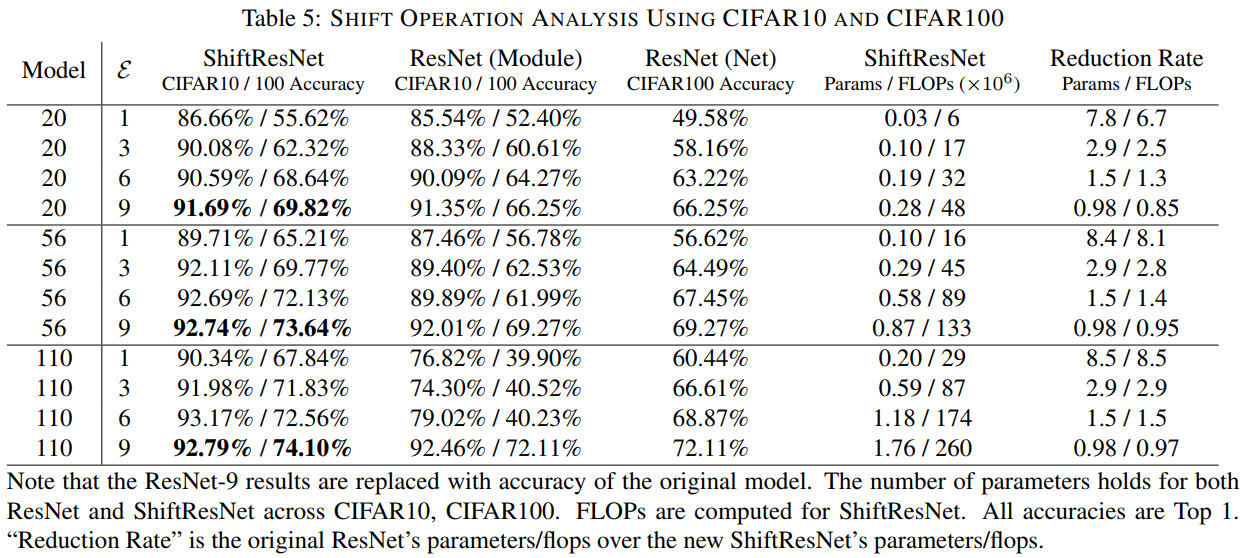 Table 5: SHIFT OPERATION ANALYSIS USING CIFAR10 AND CIFAR100
Model ℰ ShiftResNet ResNet (Module) ResNet (Net) ShiftResNet Reduction Rate
CIFAR10 / 100 Accuracy CIFAR10 / 100 Accuracy CIFAR100 Accuracy Params / FLOPs (×10⁶) Params / FLOPs
20 1 86.66% / 55.62% 85.54% / 52.40% 49.58% 0.03 / 6 7.8 / 6.7
20 3 90.08% / 62.32% 88.33% / 60.61% 58.16% 0.10 / 17 2.9 / 2.5
20 6 90.59% / 68.64% 90.09% / 64.27% 63.22% 0.19 / 32 1.5 / 1.3
20 9 91.69% / 69.82% 91.35% / 66.25% 66.25% 0.28 / 48 0.98 / 0.85
56 1 89.71% / 65.21% 87.46% / 56.78% 56.62% 0.10 / 16 8.4 / 8.1
56 3 92.11% / 69.77% 89.40% / 62.53% 64.49% 0.29 / 45 2.9 / 2.8
56 6 92.69% / 72.13% 89.89% / 61.99% 67.45% 0.58 / 89 1.5 / 1.4
56 9 92.74% / 73.64% 92.01% / 69.27% 69.27% 0.87 / 133 0.98 / 0.95
110 1 90.34% / 67.84% 76.82% / 39.90% 60.44% 0.20 / 29 8.5 / 8.5
110 3 91.98% / 71.83% 74.30% / 40.52% 66.61% 0.59 / 87 2.9 / 2.9
110 6 93.17% / 72.56% 79.02% / 40.23% 68.87% 1.18 / 174 1.5 / 1.5
110 9 92.79% / 74.10% 92.46% / 72.11% 72.11% 1.76 / 260 0.98 / 0.97
Note that the ResNet-9 results are replaced with accuracy of the original model. The number of parameters holds for both
ResNet and ShiftResNet across CIFAR10, CIFAR100. FLOPs are computed for ShiftResNet. All accuracies are Top 1.
“Reduction Rate” is the original ResNet’s parameters/flops over the new ShiftResNet’s parameters/flops.